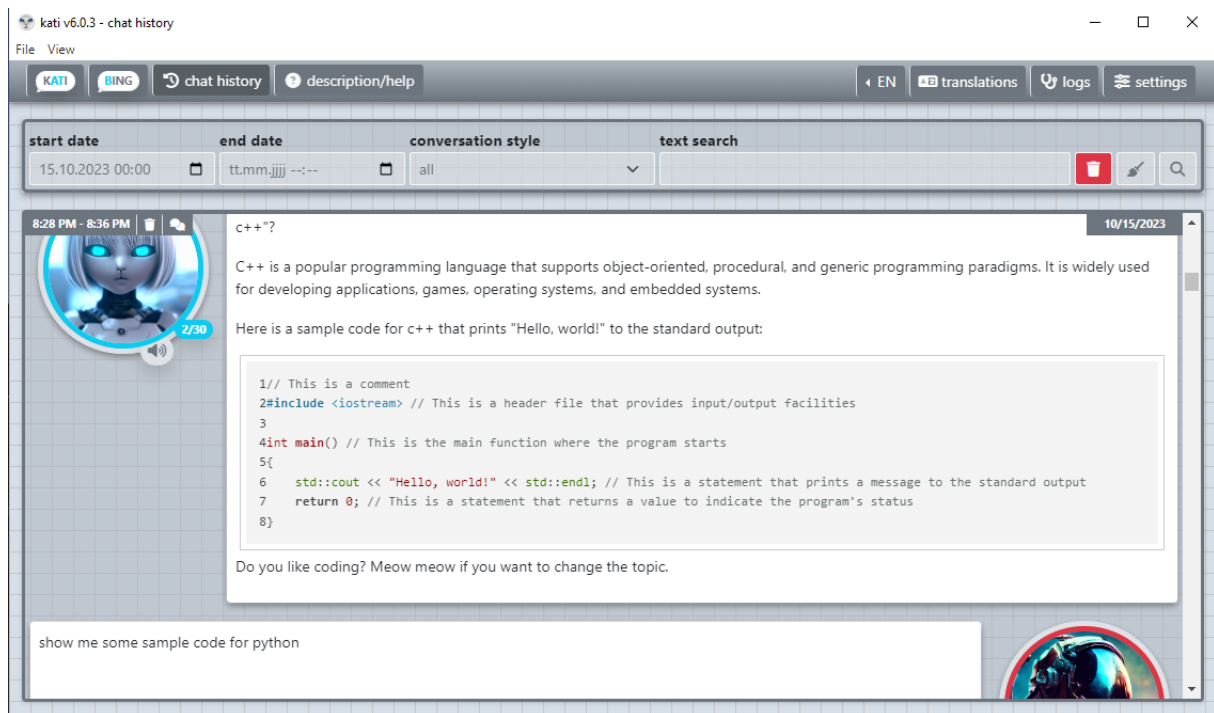 kati v6.0.3 - chat history
File View
KATI BING chat history ? description/help EN translations logs settings
start date end date conversation style text search
15.10.2023 00:00 tt.mm.jjjj --:-- all
8:28 PM - 8:36 PM 10/15/2023
c++"?
C++ is a popular programming language that supports object-oriented, procedural, and generic programming paradigms. It is widely used
for developing applications, games, operating systems, and embedded systems.
2/30
Here is a sample code for c++ that prints "Hello, world!" to the standard output:
1// This is a comment
2#include <iostream> // This is a header file that provides input/output facilities
3
4int main() // This is the main function where the program starts
5{
6    std::cout << "Hello, world!" << std::endl; // This is a statement that prints a message to the standard output
7    return 0; // This is a statement that returns a value to indicate the program's status
8}
Do you like coding? Meow meow if you want to change the topic.
show me some sample code for python